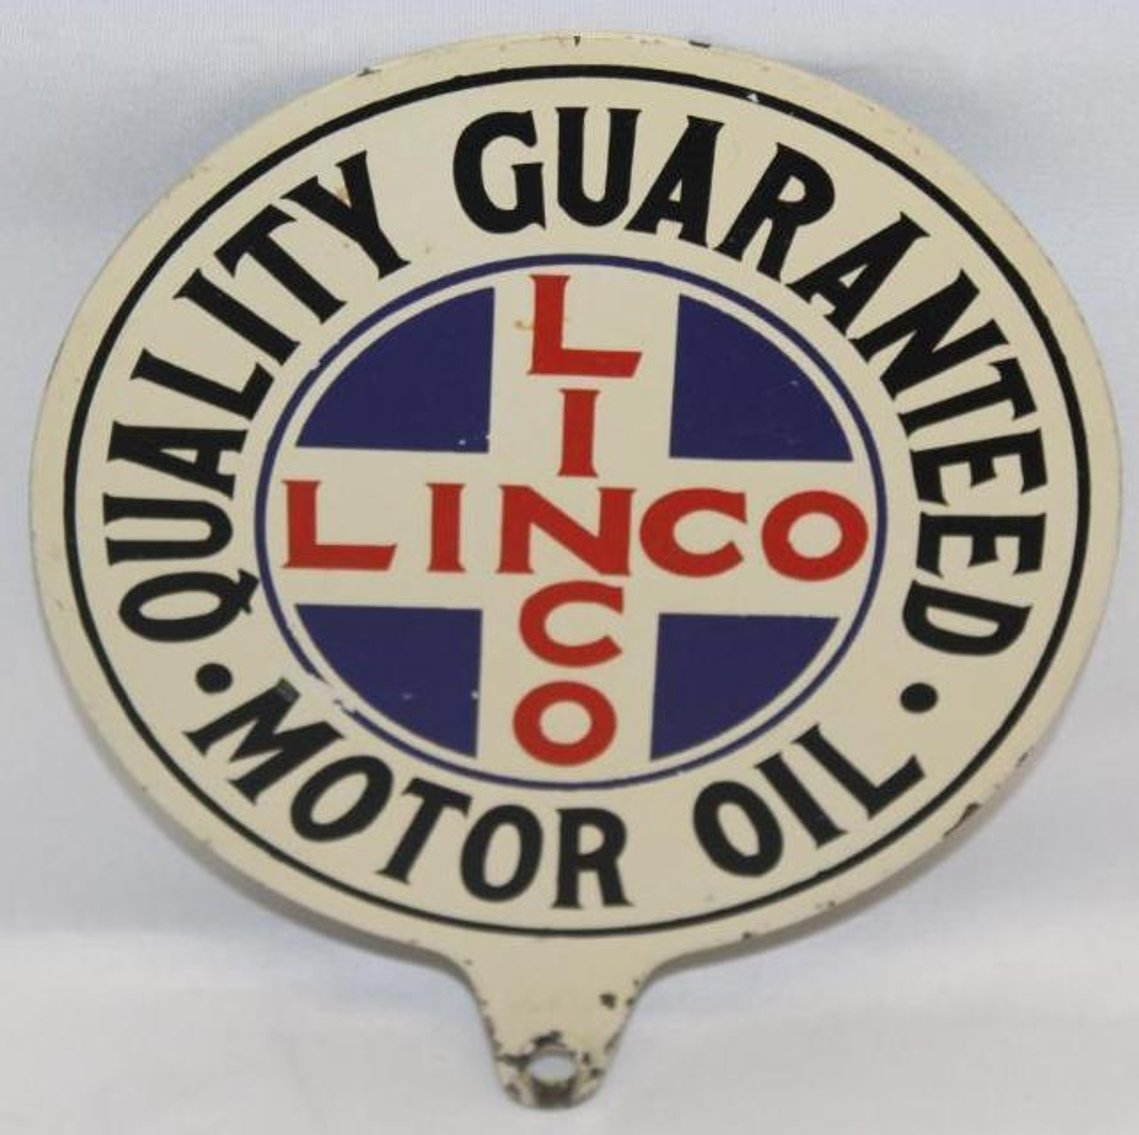 QUALITY GUARANTEED
LINCO
LINCO
• MOTOR OIL •